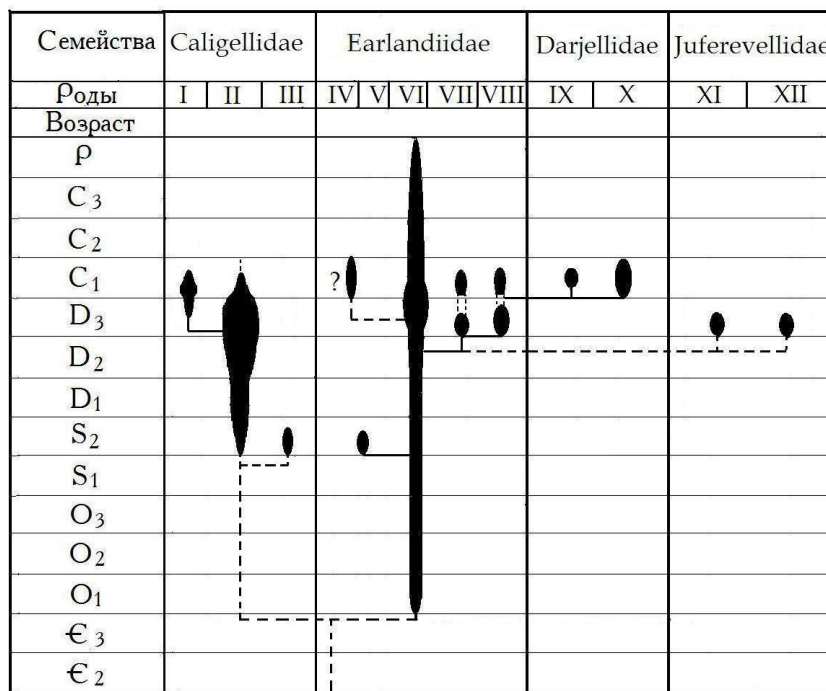 Семейства Caligellidae Earlandiidae Darjellidae Juferevellidae
Роды I II III IV V VI VII VIII IX X XI XII
Возраст
P
C3
C2
C1 ?
D3
D2
D1
S2
S1
O3
O2
O1
Є3
Є2